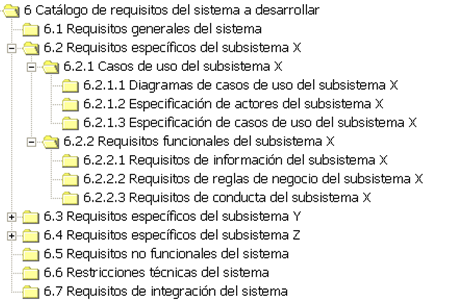 6 Catálogo de requisitos del sistema a desarrollar
6.1 Requisitos generales del sistema
6.2 Requisitos específicos del subsistema X
6.2.1 Casos de uso del subsistema X
6.2.1.1 Diagramas de casos de uso del subsistema X
6.2.1.2 Especificación de actores del subsistema X
6.2.1.3 Especificación de casos de uso del subsistema X
6.2.2 Requisitos funcionales del subsistema X
6.2.2.1 Requisitos de información del subsistema X
6.2.2.2 Requisitos de reglas de negocio del subsistema X
6.2.2.3 Requisitos de conducta del subsistema X
6.3 Requisitos específicos del subsistema Y
6.4 Requisitos específicos del subsistema Z
6.5 Requisitos no funcionales del sistema
6.6 Restricciones técnicas del sistema
6.7 Requisitos de integración del sistema